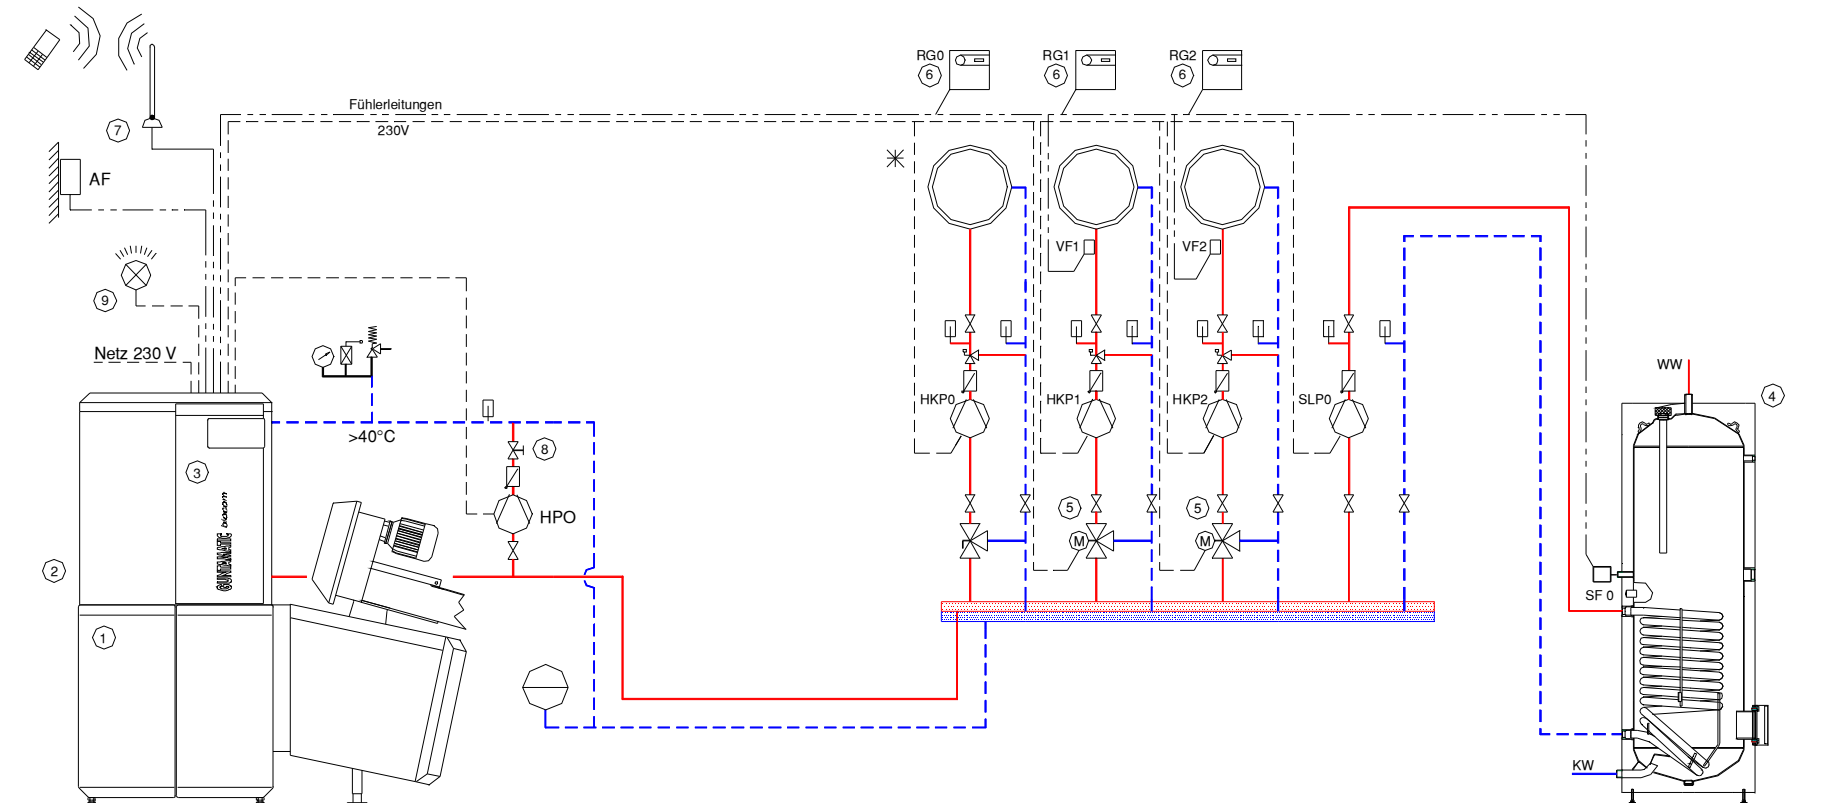 RG0
6
RG1
6
RG2
6
Fühlerleitungen
230V
7
AF
9
Netz 230 V
VF1
VF2
>40°C
HKP0
HKP1
HKP2
SLP0
WW
4
8
3
HPO
5
5
M
M
2
GUNTAMATIC biocom
SF 0
1
KW